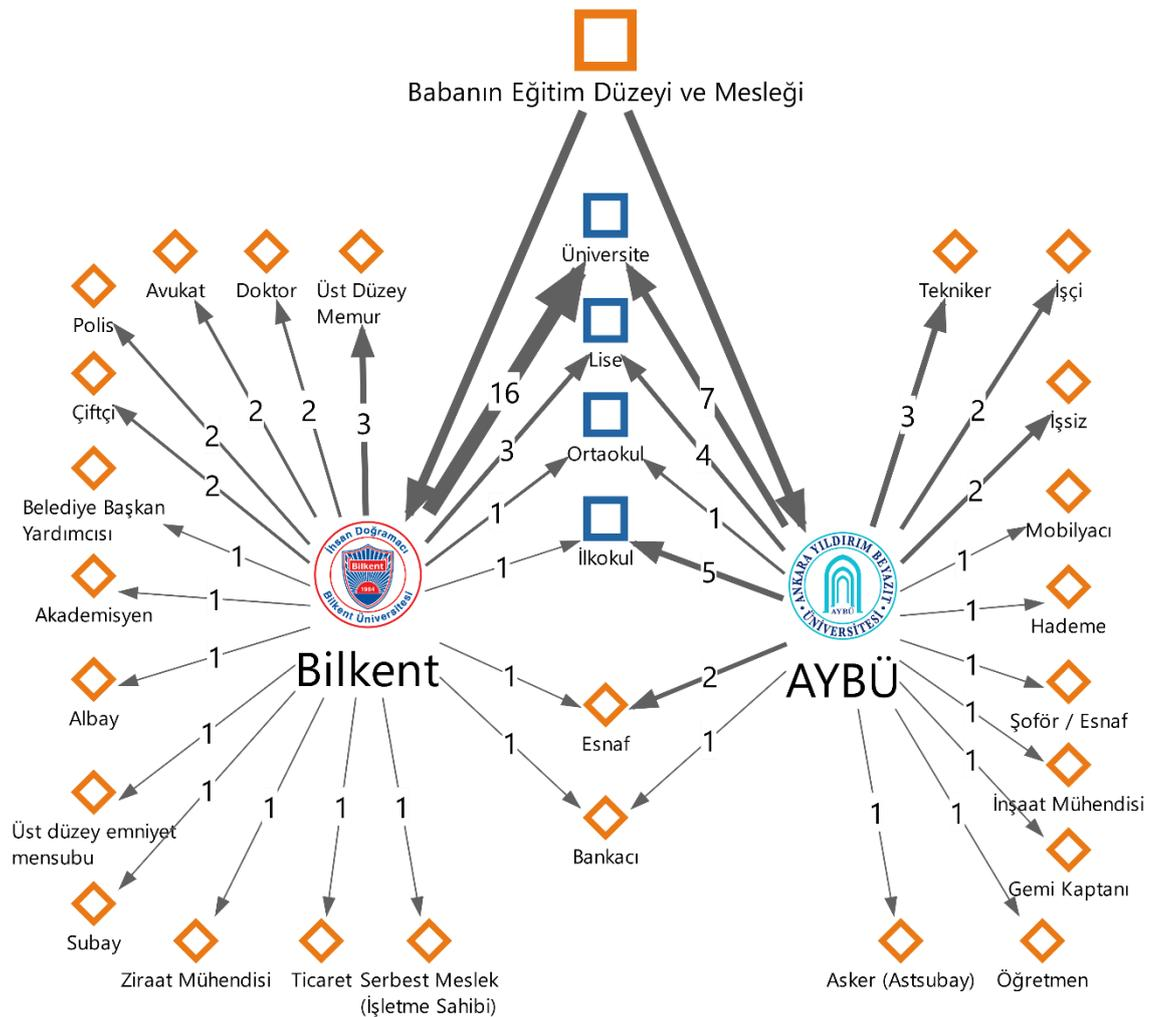 Babanın Eğitim Düzeyi ve Mesleği
Üniversite
Lise
Ortaokul
İlkokul
Polis
Avukat
Doktor
Üst Düzey
Memur
Çiftçi
Belediye Başkan
Yardımcısı
Akademisyen
Albay
Üst düzey emniyet
mensubu
Subay
Ziraat Mühendisi
Ticaret
Serbest Meslek
(İşletme Sahibi)
2
2
2
2
3
1
1
1
1
1
1
1
1
16
3
1
1
1
1
İhsan Doğramacı
Bilkent
1984
Bilkent Üniversitesi
Bilkent
Esnaf
Bankacı
7
4
1
5
2
1
ANKARA YILDIRIM BEYAZIT
AYBÜ
ÜNİVERSİTESİ
AYBÜ
3
2
2
1
1
1
1
1
1
1
Tekniker
İşçi
İşsiz
Mobilyacı
Hademe
Şoför / Esnaf
İnşaat Mühendisi
Gemi Kaptanı
Asker (Astsubay)
Öğretmen